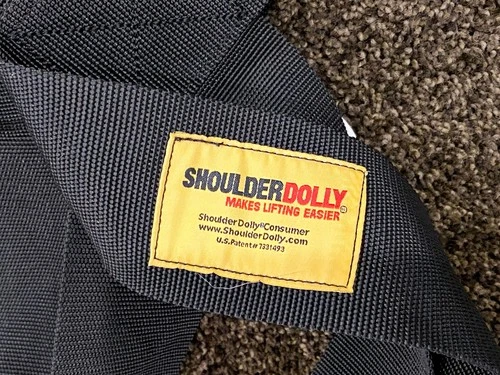 SHOULDERDOLLY®
MAKES LIFTING EASIER
ShoulderDolly®Consumer
www.ShoulderDolly.com
U.S.Patent# 7331493